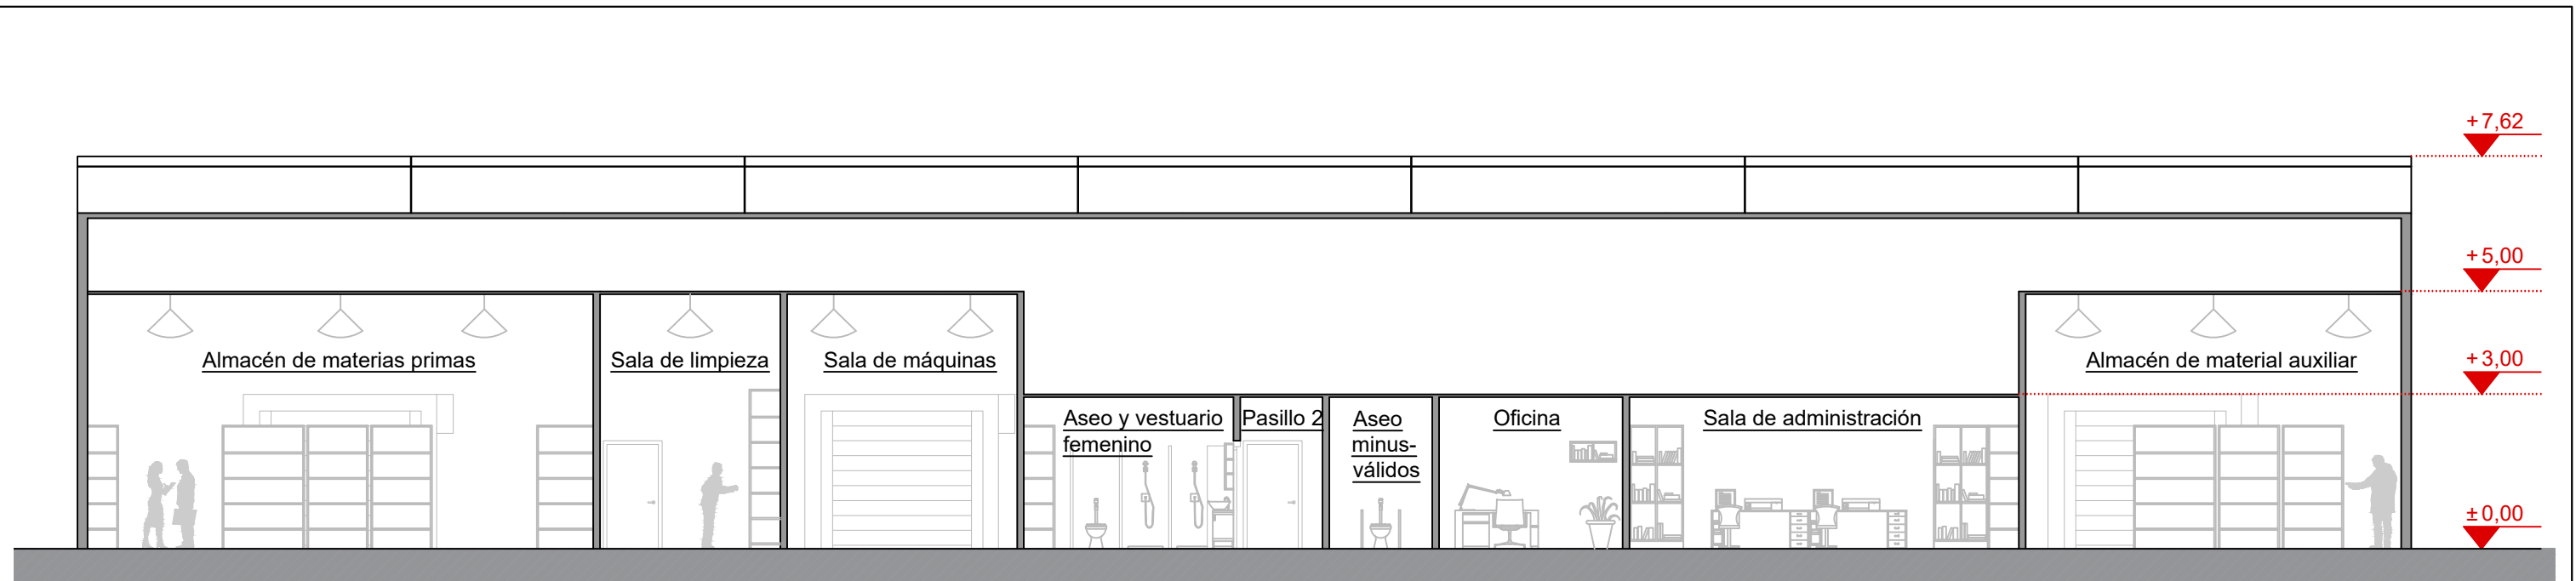 +7,62
+5,00
Almacén de materias primas
Sala de limpieza
Sala de máquinas
Almacén de material auxiliar
+3,00
Aseo y vestuario
femenino
Pasillo 2
Aseo
minus-
válidos
Oficina
Sala de administración
±0,00